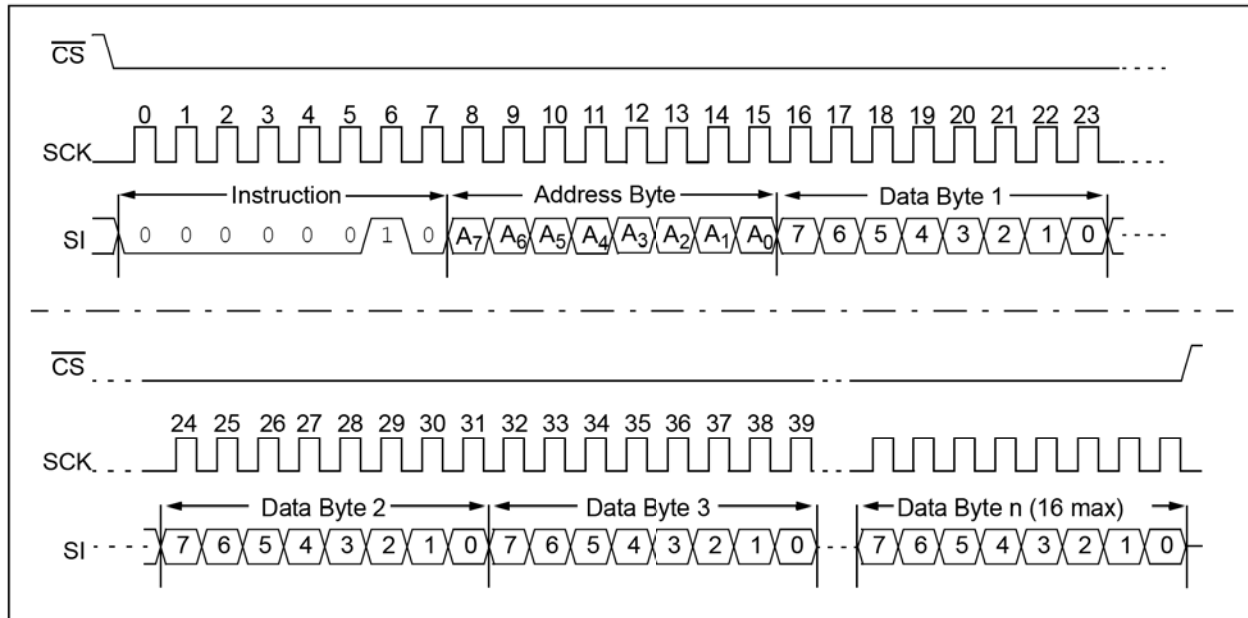 CS
0 1 2 3 4 5 6 7 8 9 10 11 12 13 14 15 16 17 18 19 20 21 22 23
SCK
Instruction Address Byte Data Byte 1
SI 0 0 0 0 0 0 1 0 A7 A6 A5 A4 A3 A2 A1 A0 7 6 5 4 3 2 1 0
CS
24 25 26 27 28 29 30 31 32 33 34 35 36 37 38 39
SCK
Data Byte 2 Data Byte 3 Data Byte n (16 max)
SI 7 6 5 4 3 2 1 0 7 6 5 4 3 2 1 0 7 6 5 4 3 2 1 0